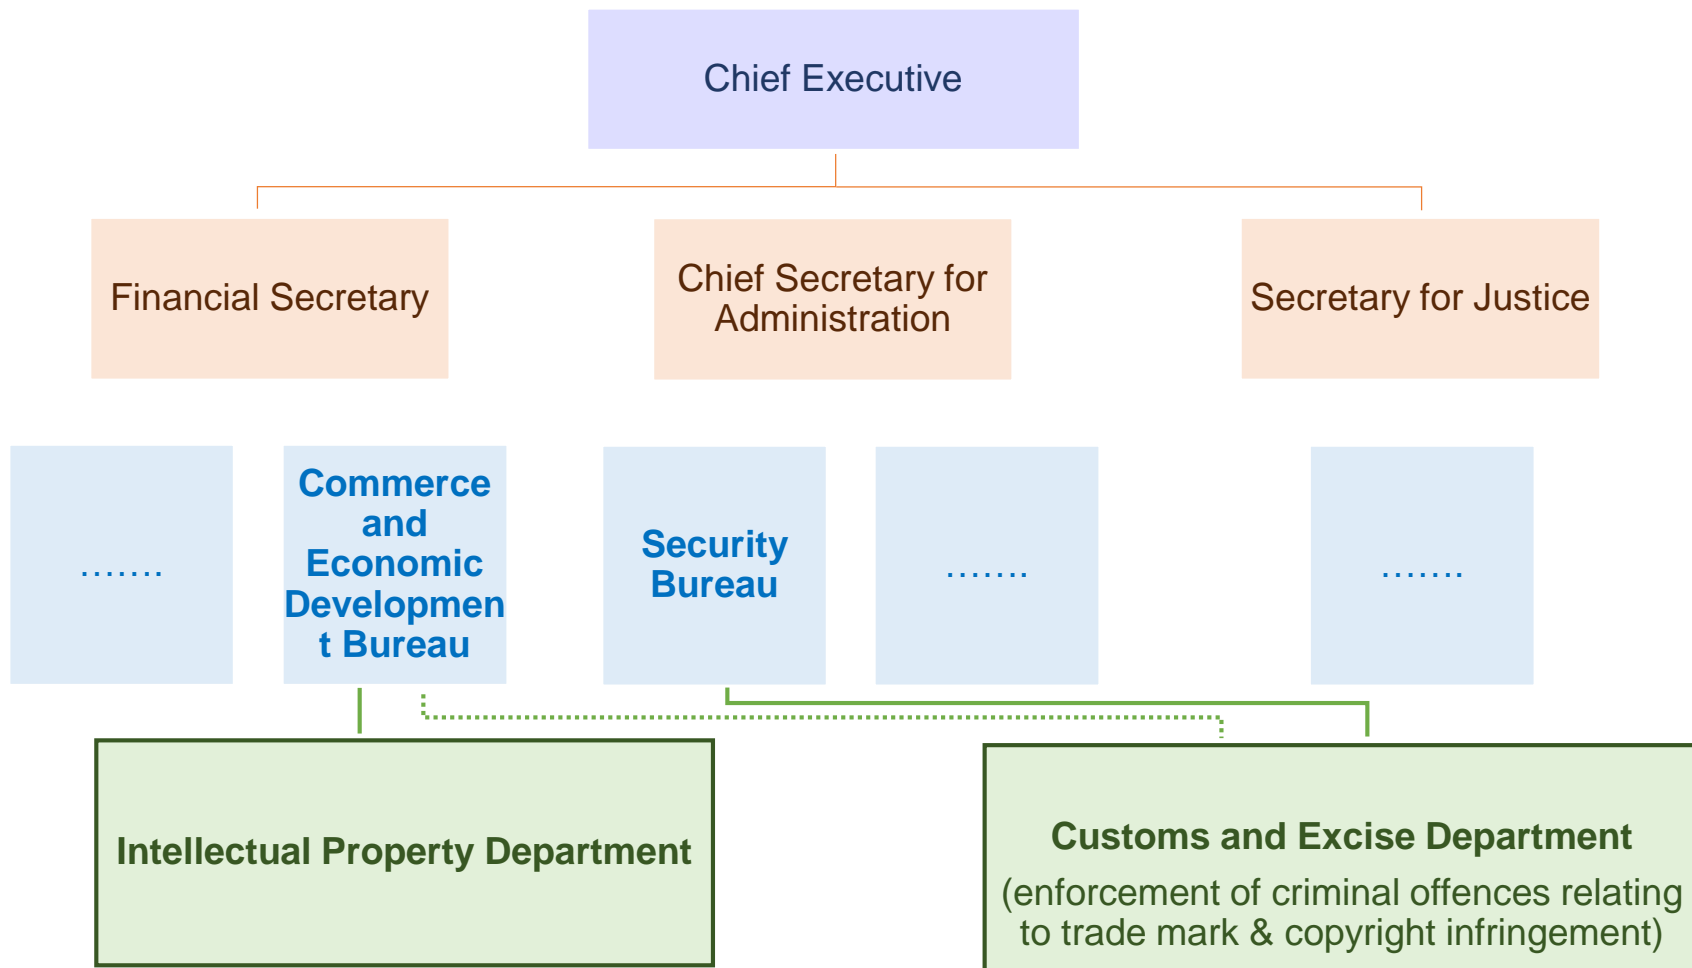 Chief Executive
Financial Secretary
Chief Secretary for
Administration
Secretary for Justice
…….
Commerce
and
Economic
Developmen
t Bureau
Security
Bureau
…….
…….
Intellectual Property Department
Customs and Excise Department
(enforcement of criminal offences relating
to trade mark & copyright infringement)